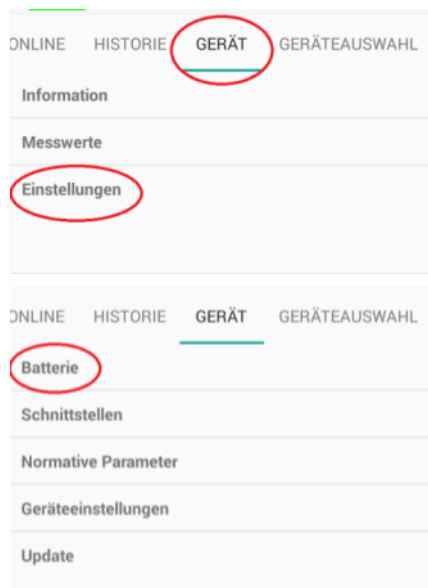 ONLINE HISTORIE GERÄT GERÄTEAUSWAHL
Information
Messwerte
Einstellungen
ONLINE HISTORIE GERÄT GERÄTEAUSWAHL
Batterie
Schnittstellen
Normative Parameter
Geräteeinstellungen
Update